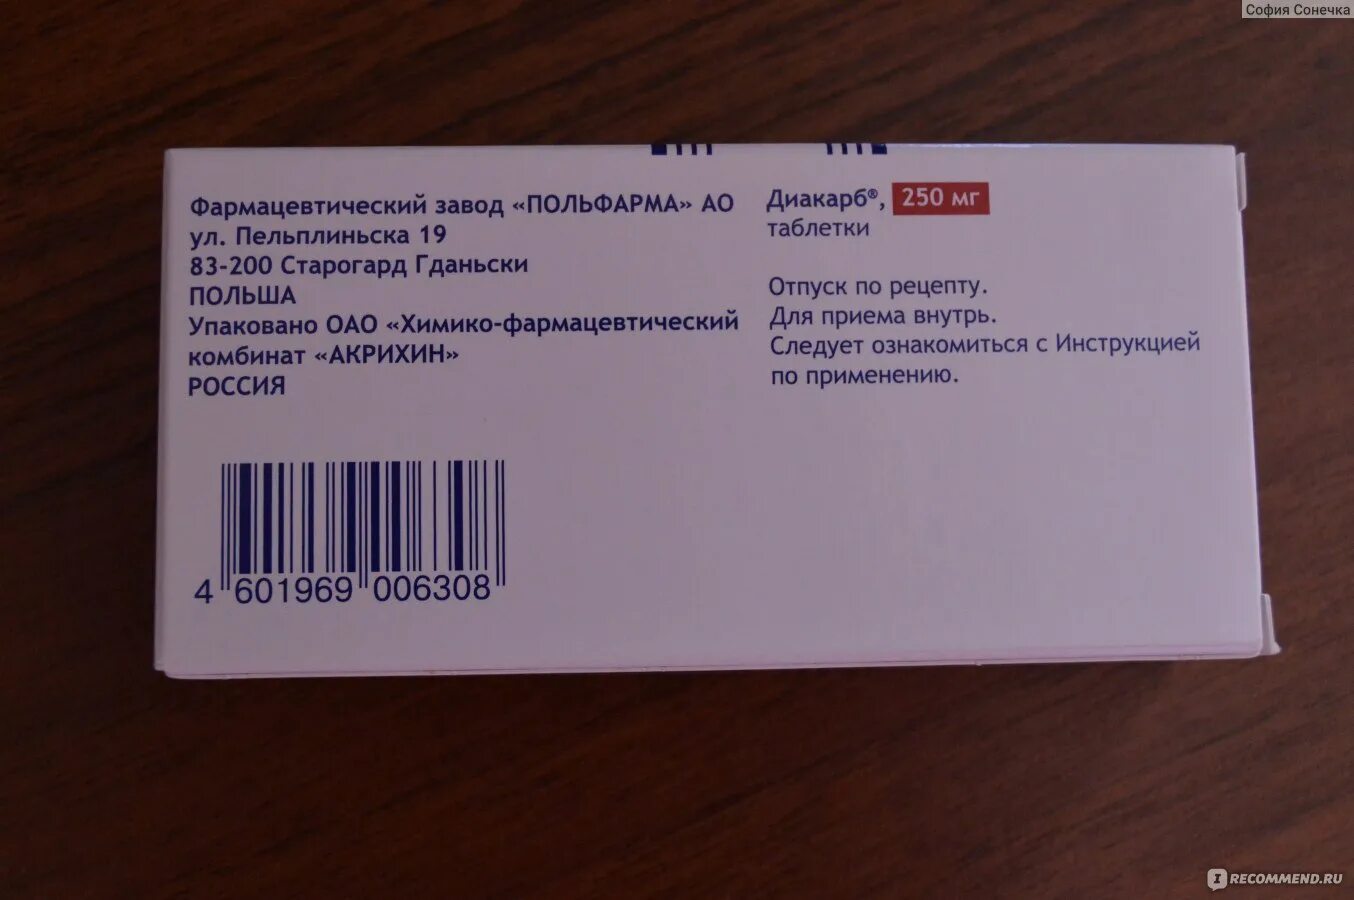 София Сонечка
Фармацевтический завод «ПОЛЬФАРМА» АО
ул. Пельплиньска 19
83-200 Старогард Гданьски
ПОЛЬША
Упаковано ОАО «Химико-фармацевтический
комбинат «АКРИХИН»
РОССИЯ
Диакарб®, 250 мг
таблетки
Отпуск по рецепту.
Для приема внутрь.
Следует ознакомиться с Инструкцией
по применению.
4 601969 006308
IRECOMMEND.RU